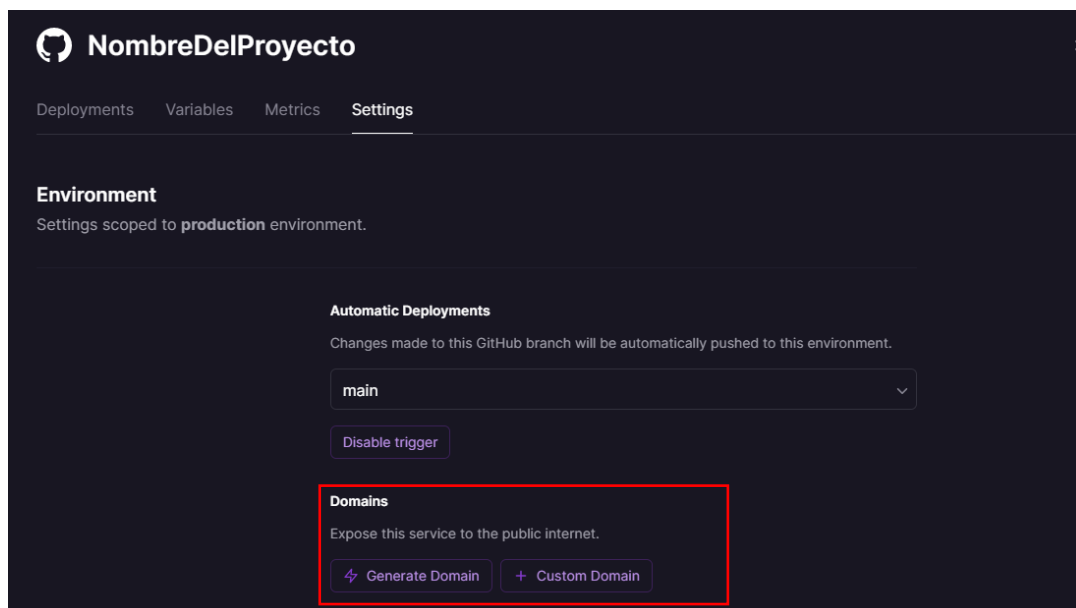 NombreDelProyecto
Deployments Variables Metrics Settings
Environment
Settings scoped to production environment.
Automatic Deployments
Changes made to this GitHub branch will be automatically pushed to this environment.
main
Disable trigger
Domains
Expose this service to the public internet.
Generate Domain + Custom Domain